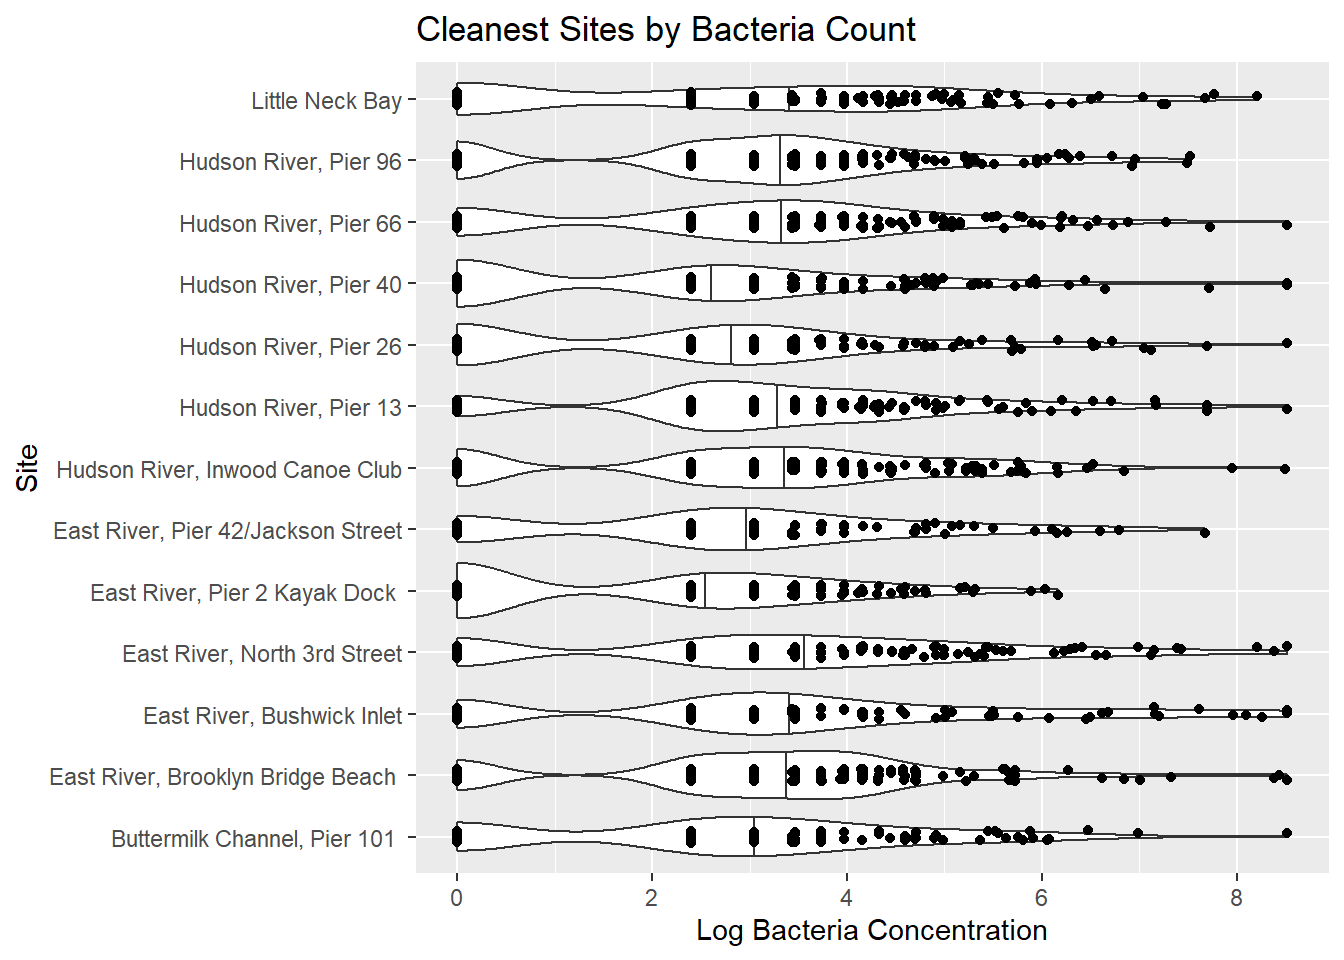 Cleanest Sites by Bacteria Count
Little Neck Bay
Hudson River, Pier 96
Hudson River, Pier 66
Hudson River, Pier 40
Hudson River, Pier 26
Hudson River, Pier 13
Hudson River, Inwood Canoe Club
East River, Pier 42/Jackson Street
East River, Pier 2 Kayak Dock
East River, North 3rd Street
East River, Bushwick Inlet
East River, Brooklyn Bridge Beach
Buttermilk Channel, Pier 101
Site
0 2 4 6 8
Log Bacteria Concentration